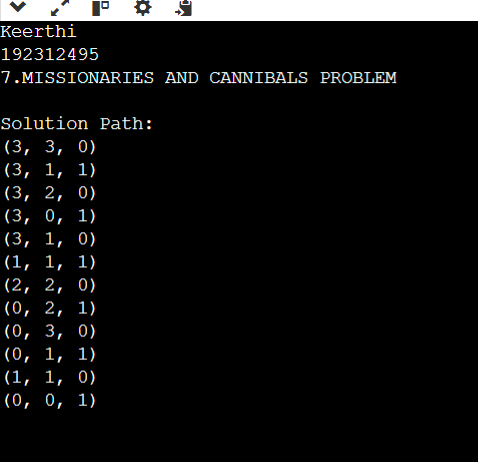 Keerthi
192312495
7.MISSIONARIES AND CANNIBALS PROBLEM
Solution Path:
(3, 3, 0)
(3, 1, 1)
(3, 2, 0)
(3, 0, 1)
(3, 1, 0)
(1, 1, 1)
(2, 2, 0)
(0, 2, 1)
(0, 3, 0)
(0, 1, 1)
(1, 1, 0)
(0, 0, 1)